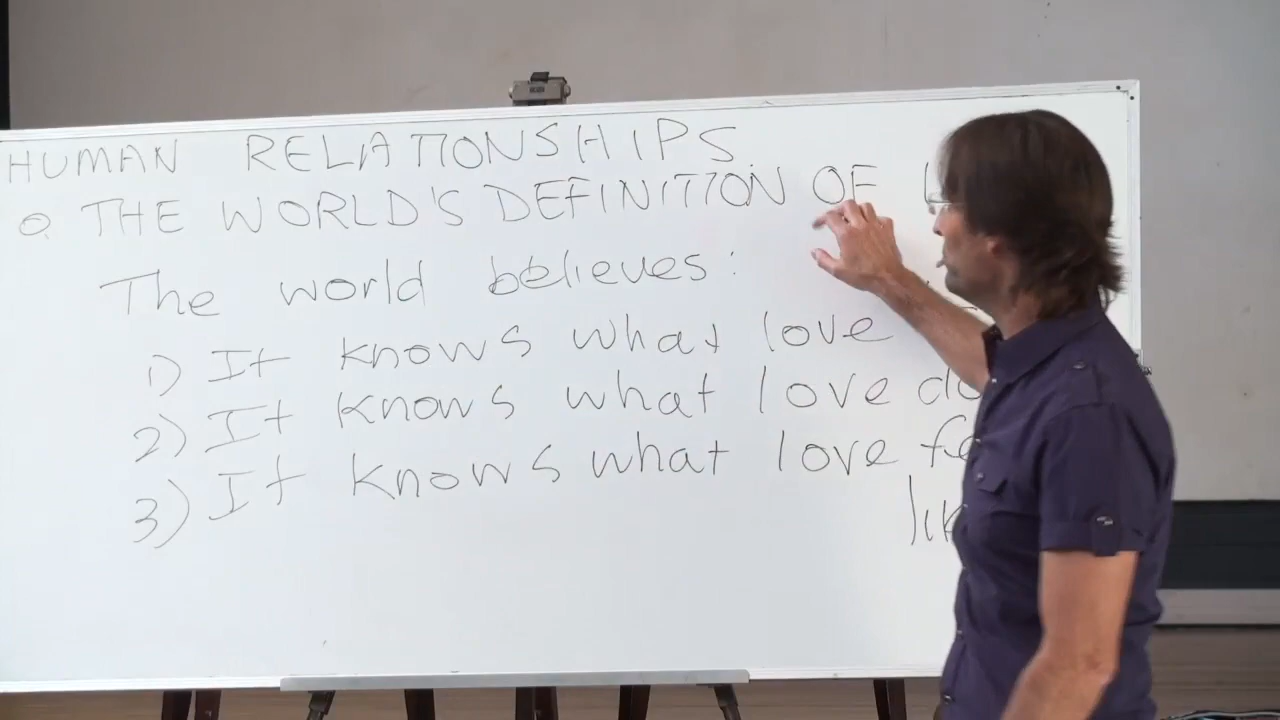 HUMAN RELATIONSHIPS
THE WORLD'S DEFINITION OF
The world believes:
1) It knows what love
2) It knows what love
3) It knows what love